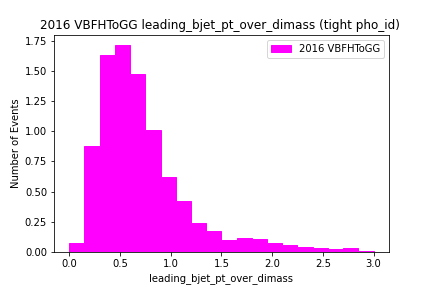 2016 VBFHToGG leading_bjet_pt_over_dimass (tight pho_id)
2016 VBFHToGG
Number of Events
1.75
1.50
1.25
1.00
0.75
0.50
0.25
0.00
0.0 0.5 1.0 1.5 2.0 2.5 3.0
leading_bjet_pt_over_dimass